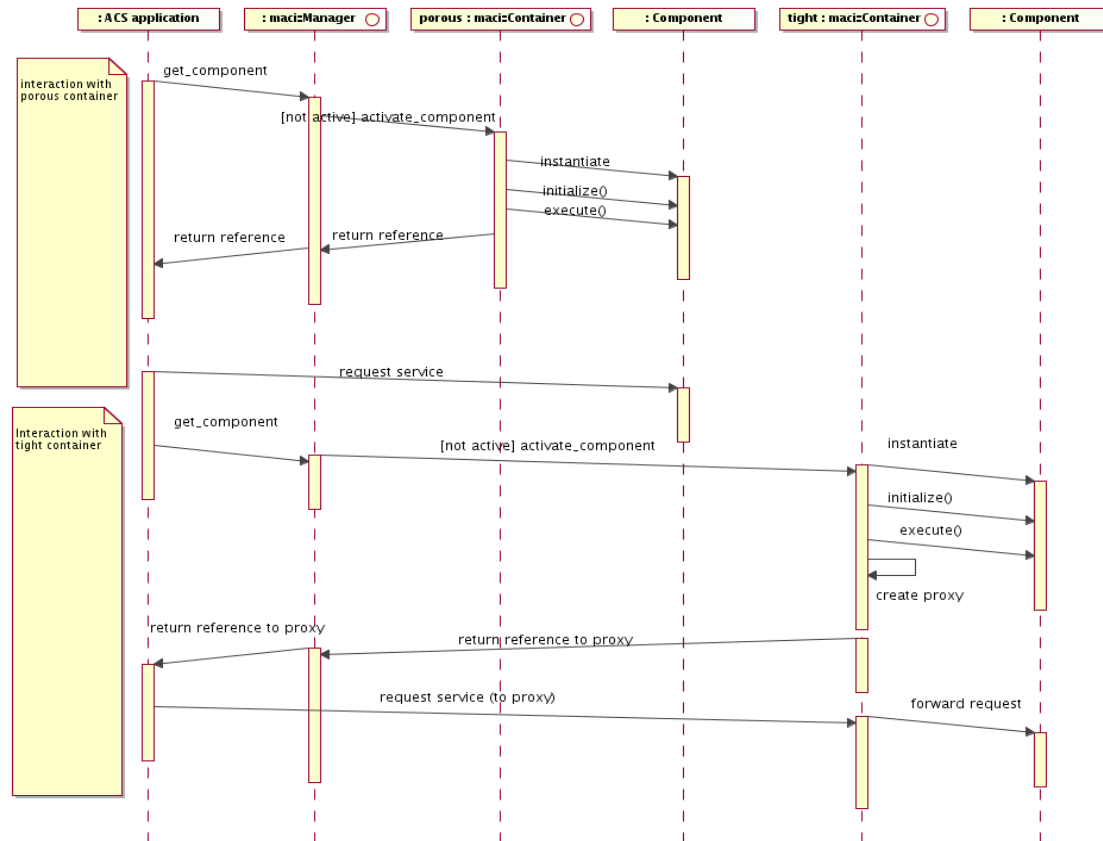 : ACS application
: maci::Manager
porous : maci::Container
: Component
tight : maci::Container
: Component
interaction with
porous container
get_component
[not active] activate_component
instantiate
initialize()
execute()
return reference
return reference
request service
Interaction with
tight container
get_component
[not active] activate_component
instantiate
initialize()
execute()
create proxy
return reference to proxy
return reference to proxy
request service (to proxy)
forward request